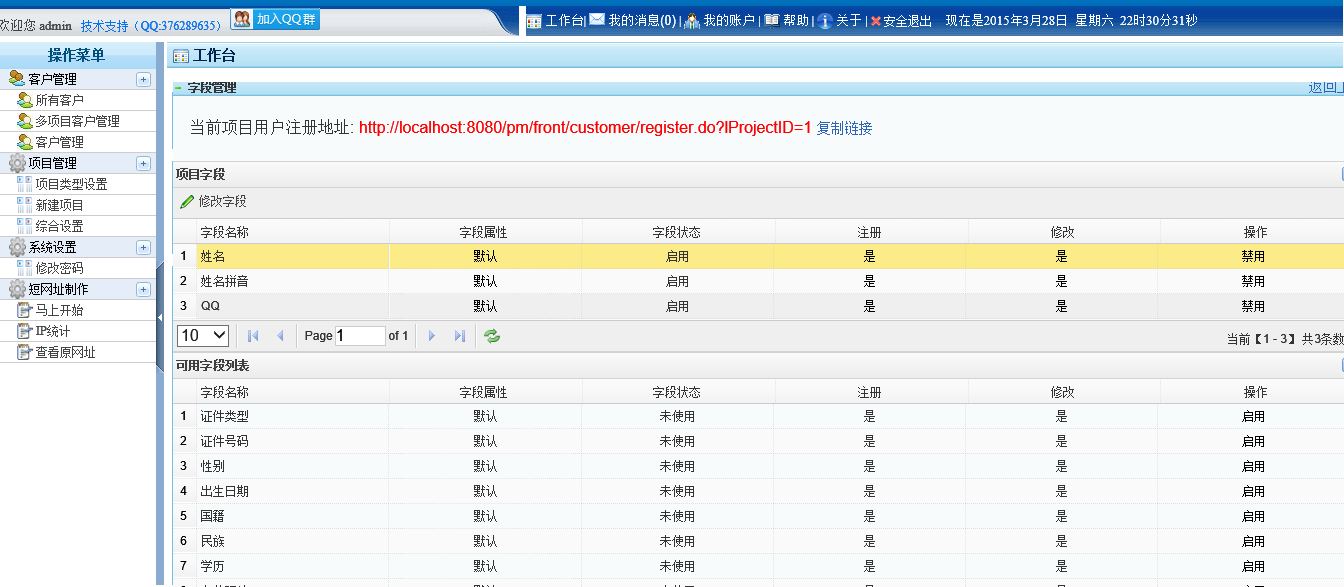 欢迎您 admin 技术支持（QQ:376289635） 加入QQ群
工作台| 我的消息(0) | 我的账户 | 帮助 | 关于 | 安全退出 现在是2015年3月28日 星期六 22时30分31秒
操作菜单
客户管理
所有客户
多项目客户管理
客户管理
项目管理
项目类型设置
新建项目
综合设置
系统设置
修改密码
短网址制作
马上开始
IP统计
查看原网址
工作台
字段管理 返回上
当前项目用户注册地址: http://localhost:8080/pm/front/customer/register.do?lProjectID=1 复制链接
项目字段
修改字段
字段名称 字段属性 字段状态 注册 修改 操作
1 姓名 默认 启用 是 是 禁用
2 姓名拼音 默认 启用 是 是 禁用
3 QQ 默认 启用 是 是 禁用
10 Page 1 of 1 当前【1 - 3】 共3条数
可用字段列表
字段名称 字段属性 字段状态 注册 修改 操作
1 证件类型 默认 未使用 是 是 启用
2 证件号码 默认 未使用 是 是 启用
3 性别 默认 未使用 是 是 启用
4 出生日期 默认 未使用 是 是 启用
5 国籍 默认 未使用 是 是 启用
6 民族 默认 未使用 是 是 启用
7 学历 默认 未使用 是 是 启用